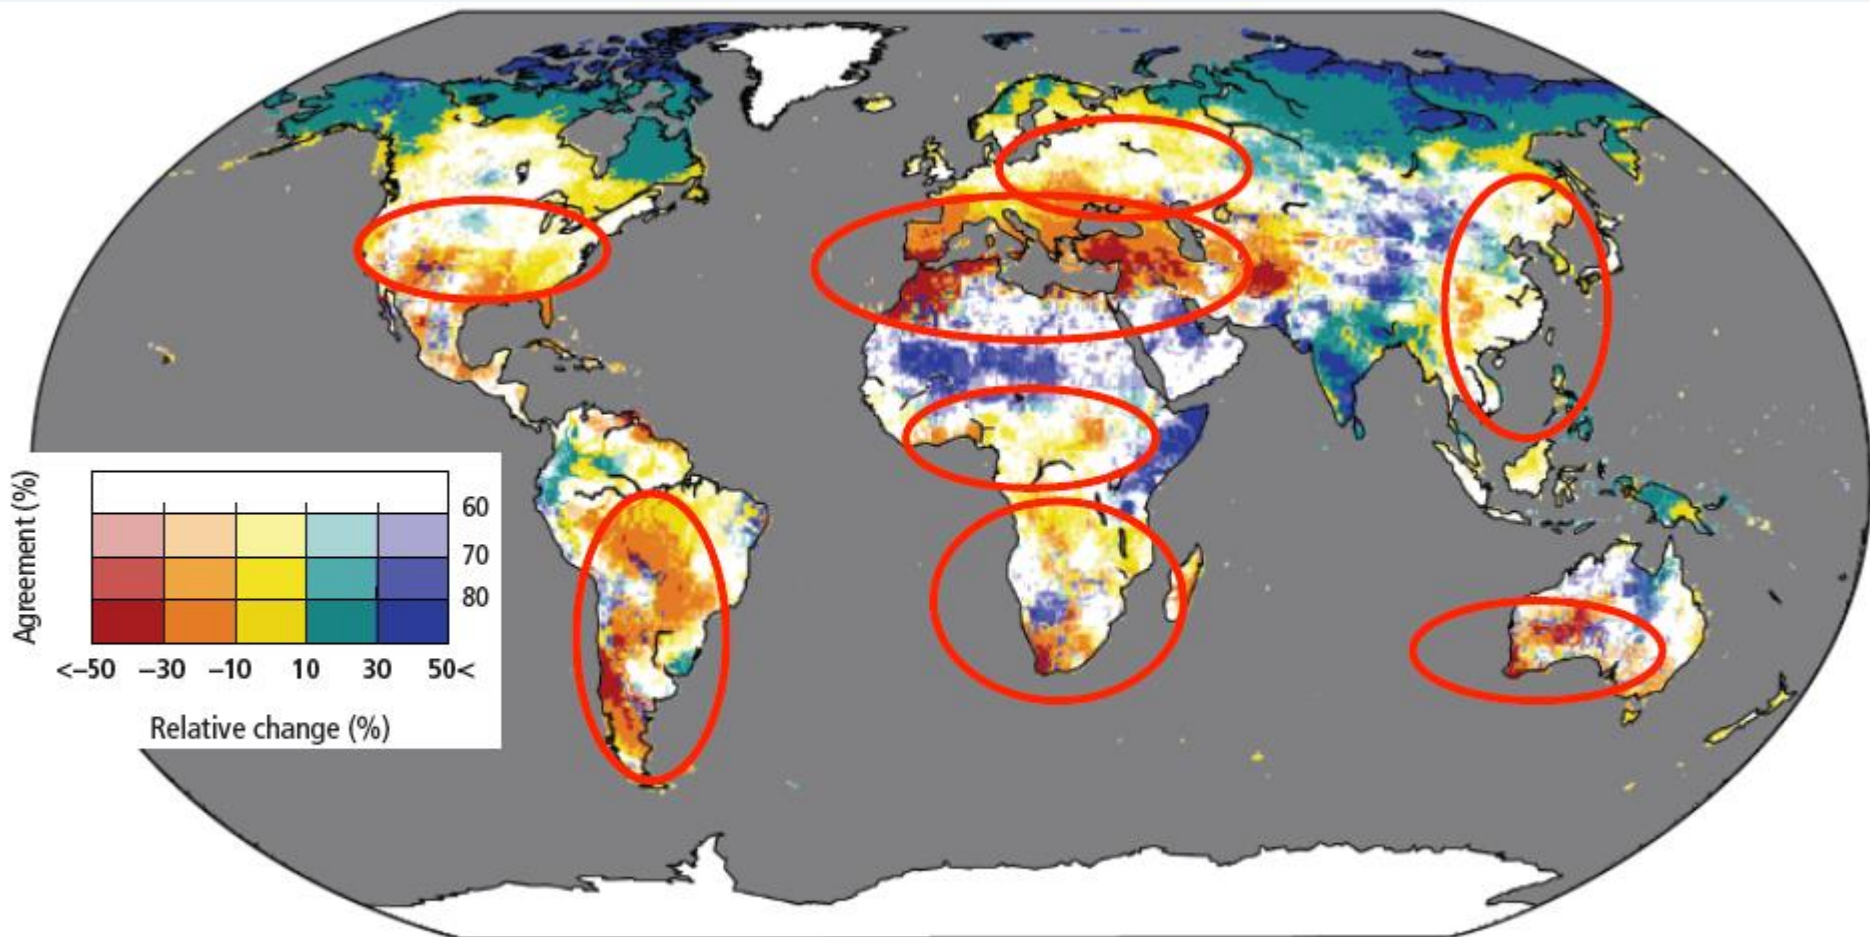 Agreement (%)
60
70
80
<–50 –30 –10 10 30 50<
Relative change (%)